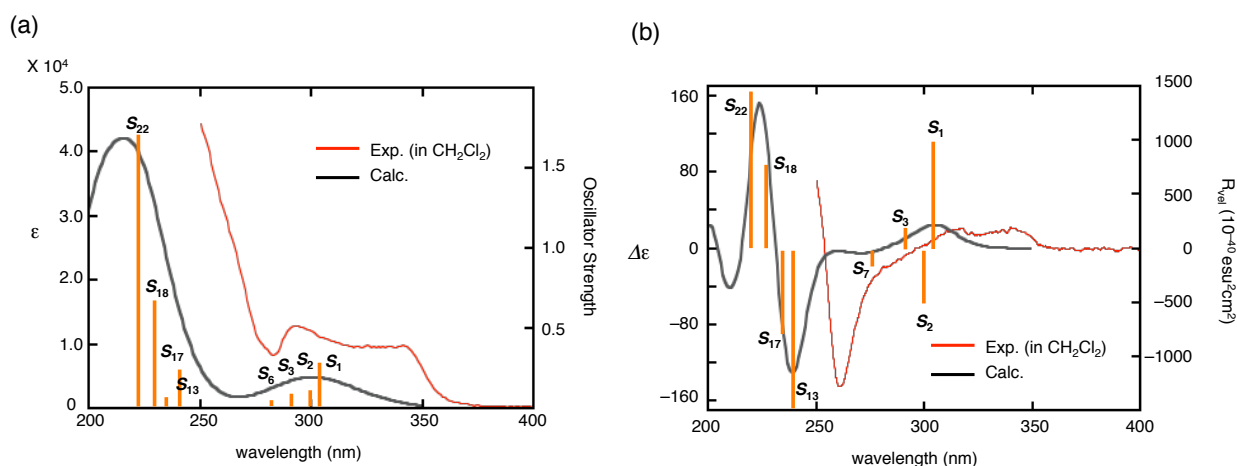 (a)
X 10⁴
5.0
4.0
3.0
2.0
1.0
0
ε
200
250
300
350
400
wavelength (nm)
1.5
1.0
0.5
Oscillator Strength
S₂₂
S₁₈
S₁₇
S₁₃
S₆
S₃
S₂
S₁
Exp. (in CH₂Cl₂)
Calc.
(b)
160
80
0
−80
−160
Δε
200
250
300
350
400
wavelength (nm)
1500
1000
500
0
−500
−1000
R_vel (10⁻⁴⁰ esu²cm²)
S₂₂
S₁₈
S₁₇
S₁₃
S₇
S₃
S₁
S₂
Exp. (in CH₂Cl₂)
Calc.